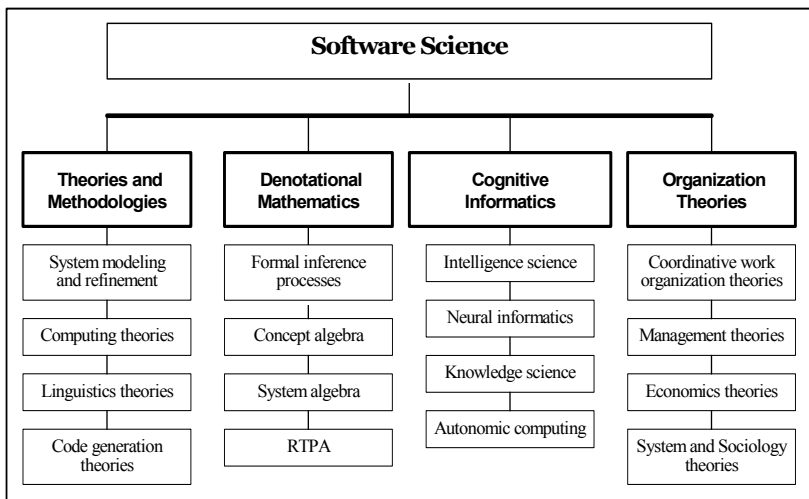 Software Science
Theories and
Methodologies
System modeling
and refinement
Computing theories
Linguistics theories
Code generation
theories
Denotational
Mathematics
Formal inference
processes
Concept algebra
System algebra
RTPA
Cognitive
Informatics
Intelligence science
Neural informatics
Knowledge science
Autonomic computing
Organization
Theories
Coordinative work
organization theories
Management theories
Economics theories
System and Sociology
theories